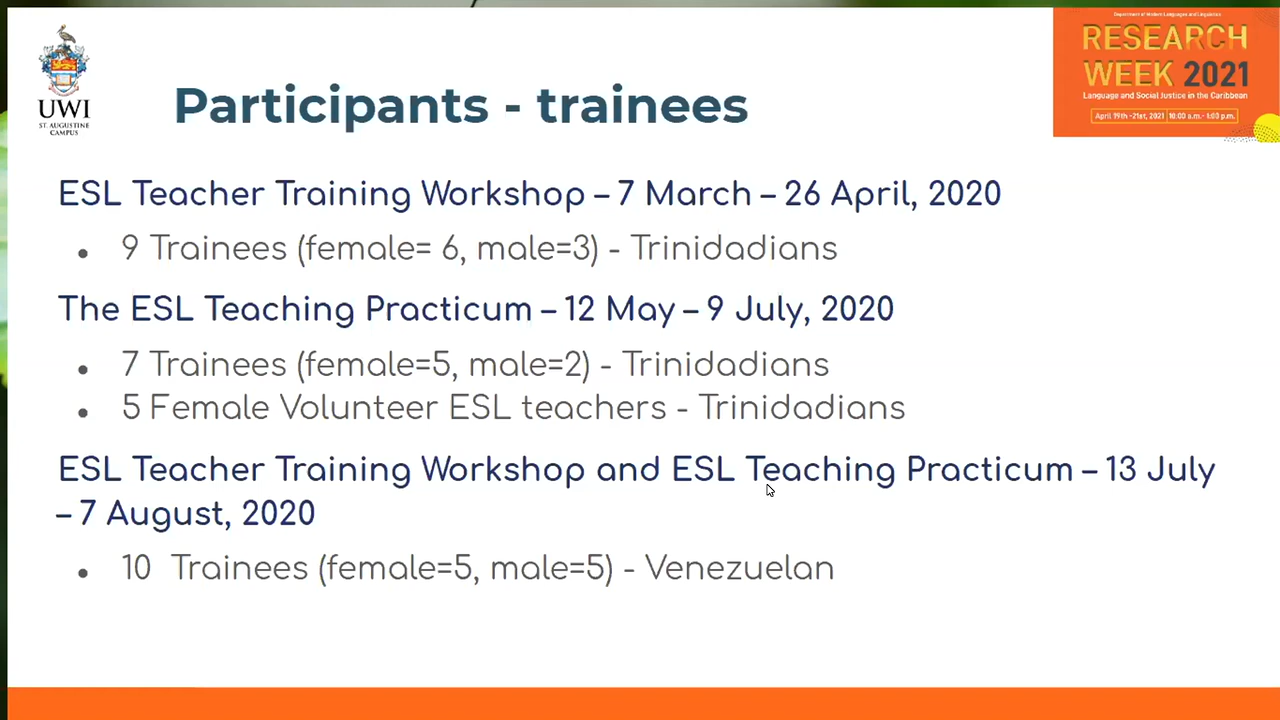 UWI
ST. AUGUSTINE
CAMPUS
Participants - trainees
Department of Modern Languages and Linguistics
RESEARCH
WEEK 2021
Language and Social Justice in the Caribbean
April 19th -21st, 2021 10:00 a.m.- 1:00 p.m.
ESL Teacher Training Workshop – 7 March – 26 April, 2020
• 9 Trainees (female= 6, male=3) - Trinidadians
The ESL Teaching Practicum – 12 May – 9 July, 2020
• 7 Trainees (female=5, male=2) - Trinidadians
• 5 Female Volunteer ESL teachers - Trinidadians
ESL Teacher Training Workshop and ESL Teaching Practicum – 13 July
– 7 August, 2020
• 10 Trainees (female=5, male=5) - Venezuelan